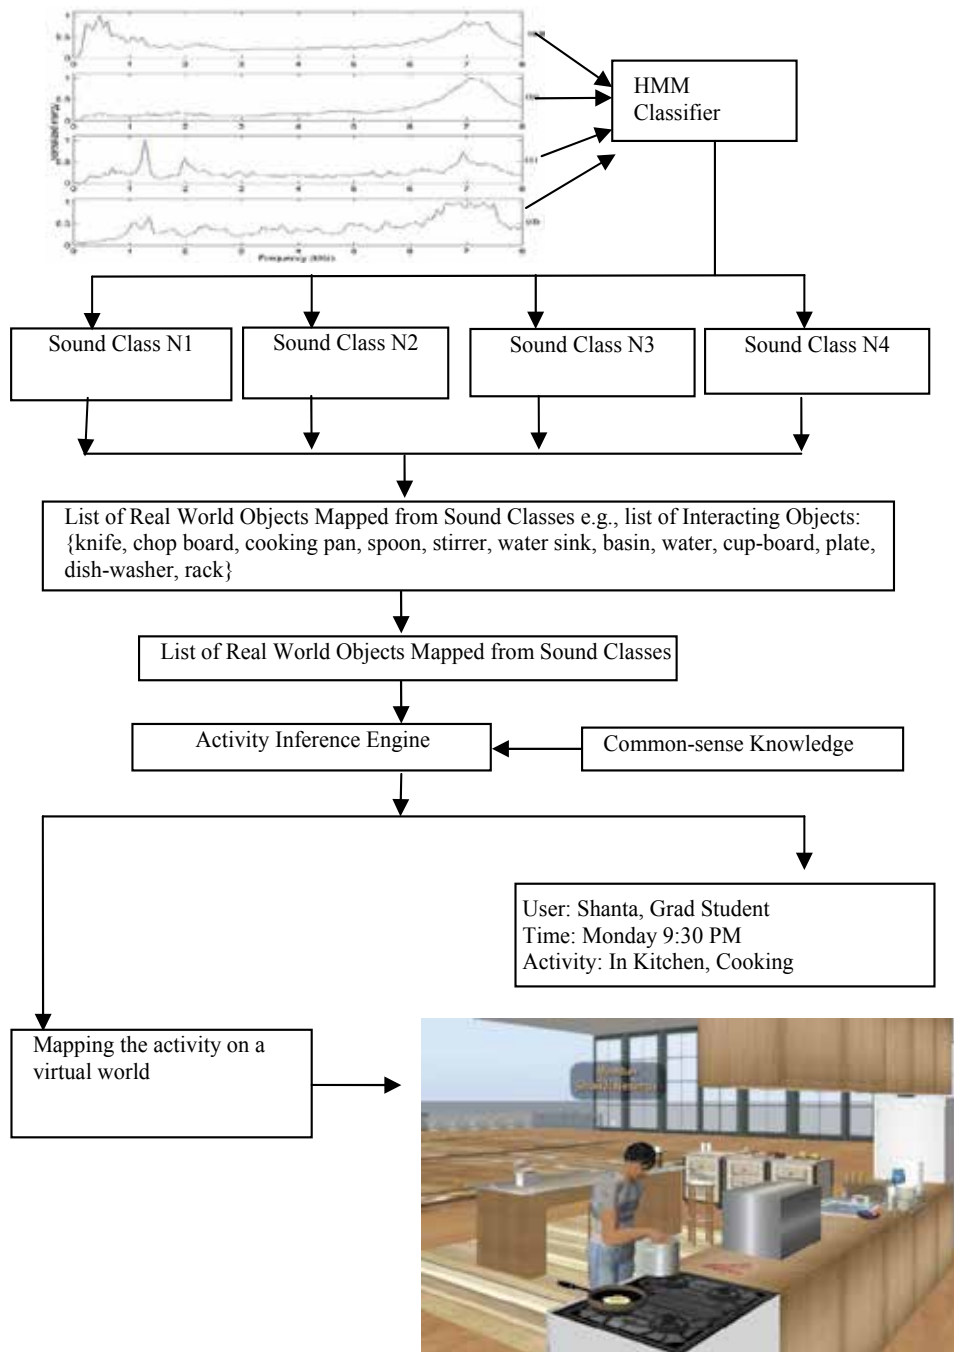 HMM
Classifier
Frequency (kHz)
Sound Class N1
Sound Class N2
Sound Class N3
Sound Class N4
List of Real World Objects Mapped from Sound Classes e.g., list of Interacting Objects:
{knife, chop board, cooking pan, spoon, stirrer, water sink, basin, water, cup-board, plate,
dish-washer, rack}
List of Real World Objects Mapped from Sound Classes
Activity Inference Engine
Common-sense Knowledge
User: Shanta, Grad Student
Time: Monday 9:30 PM
Activity: In Kitchen, Cooking
Mapping the activity on a
virtual world